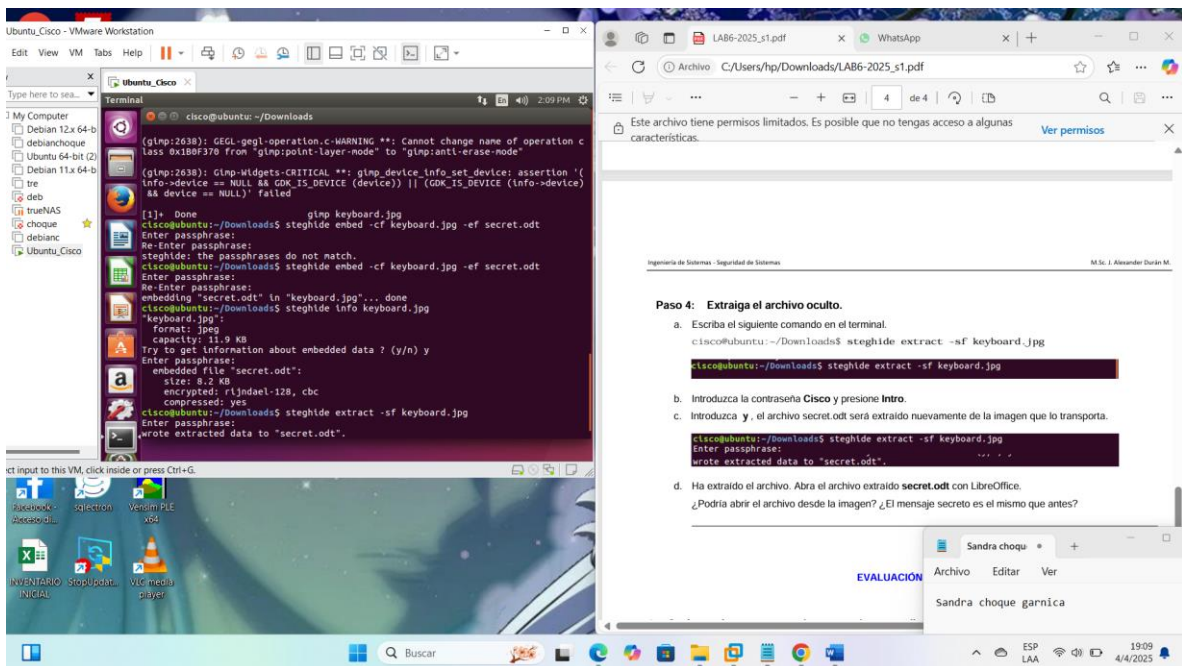 Ubuntu_Cisco - VMware Workstation
Edit View VM Tabs Help
Type here to sea...
My Computer
Debian 12.x 64-b
debianchoque
Ubuntu 64-bit (2)
Debian 11.x 64-b
tre
deb
trueNAS
choque
debianc
Ubuntu_Cisco
Ubuntu_Cisco
Terminal
En
2:09 PM
cisco@ubuntu: ~/Downloads
(gimp:2638): GEGL-gegl-operation.c-WARNING **: Cannot change name of operation c
lass 0x1B0F370 from "gimp:point-layer-mode" to "gimp:anti-erase-mode"
(gimp:2638): Gimp-Widgets-CRITICAL **: gimp_device_info_set_device: assertion '(
info->device == NULL && GDK_IS_DEVICE (device)) || (GDK_IS_DEVICE (info->device)
&& device == NULL)' failed
[1]+ Done gimp keyboard.jpg
cisco@ubuntu:~/Downloads$ steghide embed -cf keyboard.jpg -ef secret.odt
Enter passphrase:
Re-Enter passphrase:
steghide: the passphrases do not match.
cisco@ubuntu:~/Downloads$ steghide embed -cf keyboard.jpg -ef secret.odt
Enter passphrase:
Re-Enter passphrase:
embedding "secret.odt" in "keyboard.jpg"... done
cisco@ubuntu:~/Downloads$ steghide info keyboard.jpg
"keyboard.jpg":
format: jpeg
capacity: 11.9 KB
Try to get information about embedded data ? (y/n) y
Enter passphrase:
embedded file "secret.odt":
size: 8.2 KB
encrypted: rijndael-128, cbc
compressed: yes
cisco@ubuntu:~/Downloads$ steghide extract -sf keyboard.jpg
Enter passphrase:
wrote extracted data to "secret.odt".
ct input to this VM, click inside or press Ctrl+G.
Facebook -
Acceso di...
sqlectron
Vensim PLE
x64
INVENTARIO
INICIAL
StopUpdat...
VLC media
player
LAB6-2025_s1.pdf
WhatsApp
Archivo
C:/Users/hp/Downloads/LAB6-2025_s1.pdf
4 de 4
Este archivo tiene permisos limitados. Es posible que no tengas acceso a algunas
características.
Ver permisos
Ingeniería de Sistemas - Seguridad de Sistemas
M.Sc. J. Alexander Durán M.
Paso 4: Extraiga el archivo oculto.
a. Escriba el siguiente comando en el terminal.
cisco@ubuntu:~/Downloads$ steghide extract -sf keyboard.jpg
cisco@ubuntu:~/Downloads$ steghide extract -sf keyboard.jpg
b. Introduzca la contraseña Cisco y presione Intro.
c. Introduzca y , el archivo secret.odt será extraído nuevamente de la imagen que lo transporta.
cisco@ubuntu:~/Downloads$ steghide extract -sf keyboard.jpg
Enter passphrase:
wrote extracted data to "secret.odt".
d. Ha extraído el archivo. Abra el archivo extraído secret.odt con LibreOffice.
¿Podría abrir el archivo desde la imagen? ¿El mensaje secreto es el mismo que antes?
EVALUACIÓN
Sandra choqu
Archivo Editar Ver
Sandra choque garnica
Buscar
ESP
LAA
19:09
4/4/2025